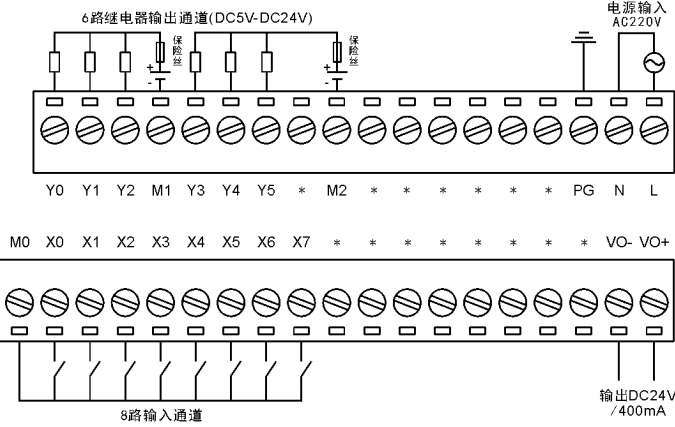 6路继电器输出通道(DC5V-DC24V)
电源输入
AC220V
保险丝
+
-
保险丝
+
-
Y0 Y1 Y2 M1 Y3 Y4 Y5 * M2 * * * * * * PG N L
M0 X0 X1 X2 X3 X4 X5 X6 X7 * * * * * * * * VO- VO+
8路输入通道
输出DC24V
/400mA